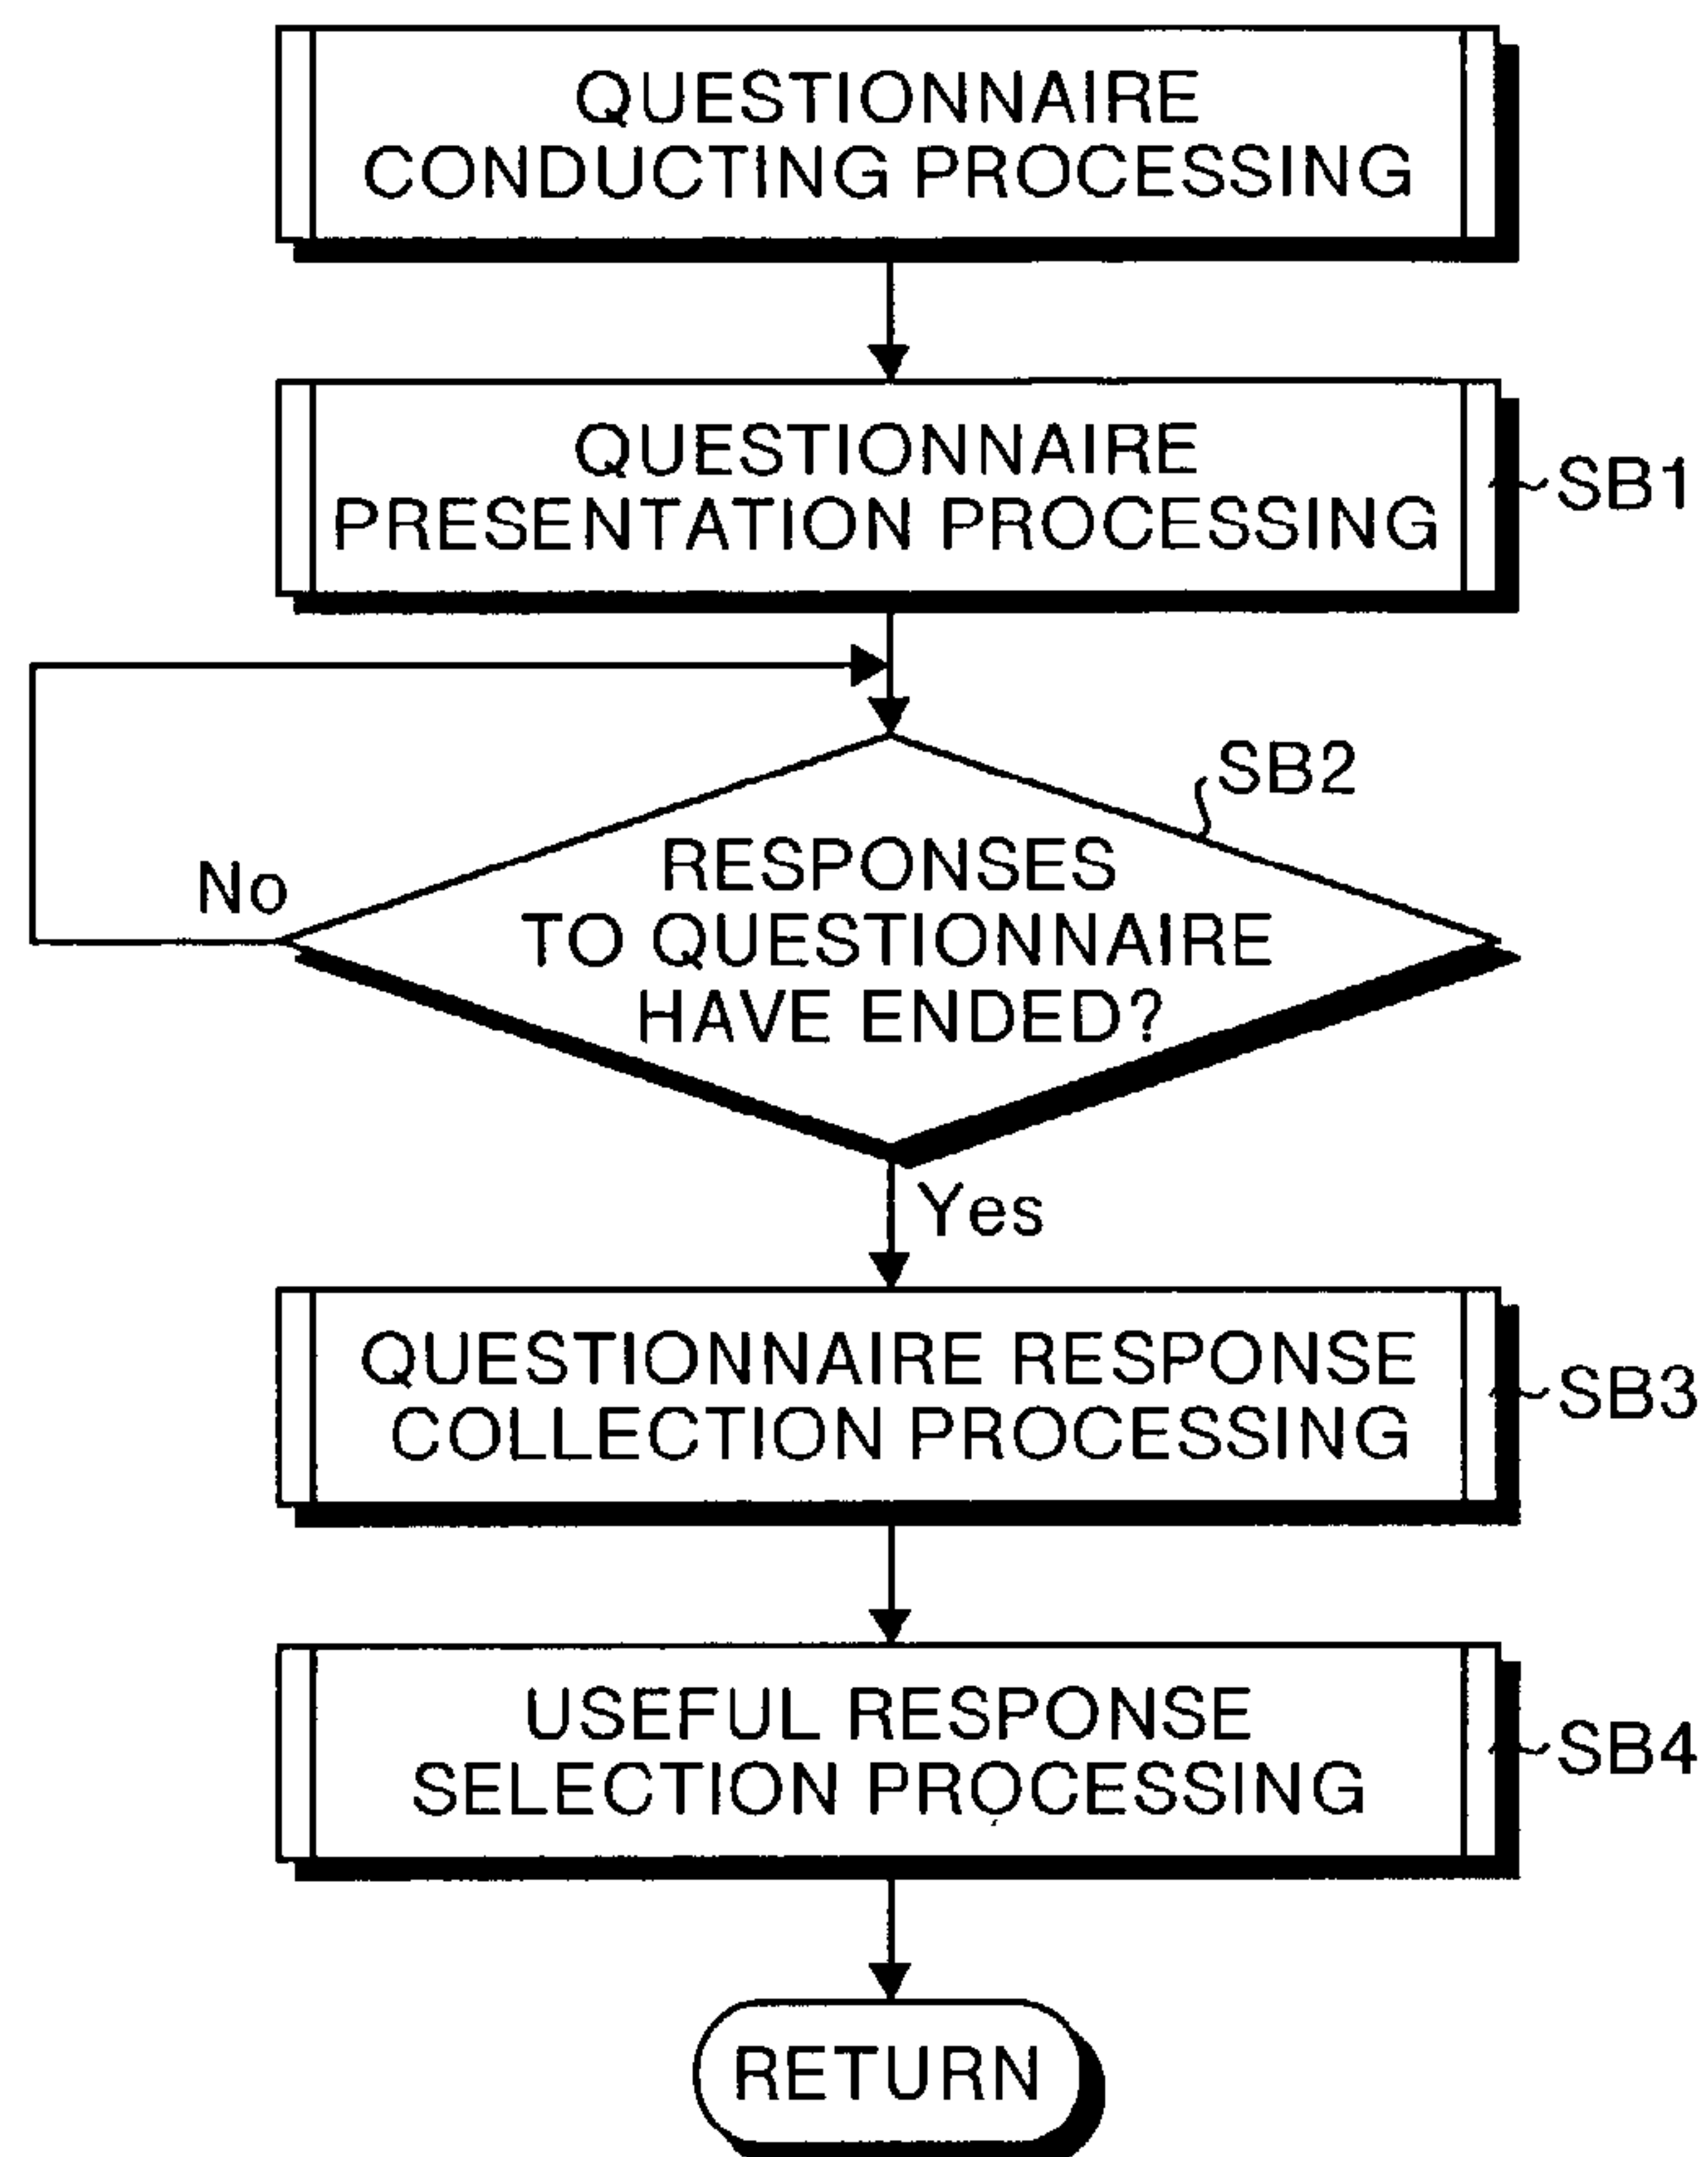 QUESTIONNAIRE
CONDUCTING PROCESSING
QUESTIONNAIRE
PRESENTATION PROCESSING
SB1
SB2
RESPONSES
TO QUESTIONNAIRE
HAVE ENDED?
No
Yes
QUESTIONNAIRE RESPONSE
COLLECTION PROCESSING
SB3
USEFUL RESPONSE
SELECTION PROCESSING
SB4
RETURN